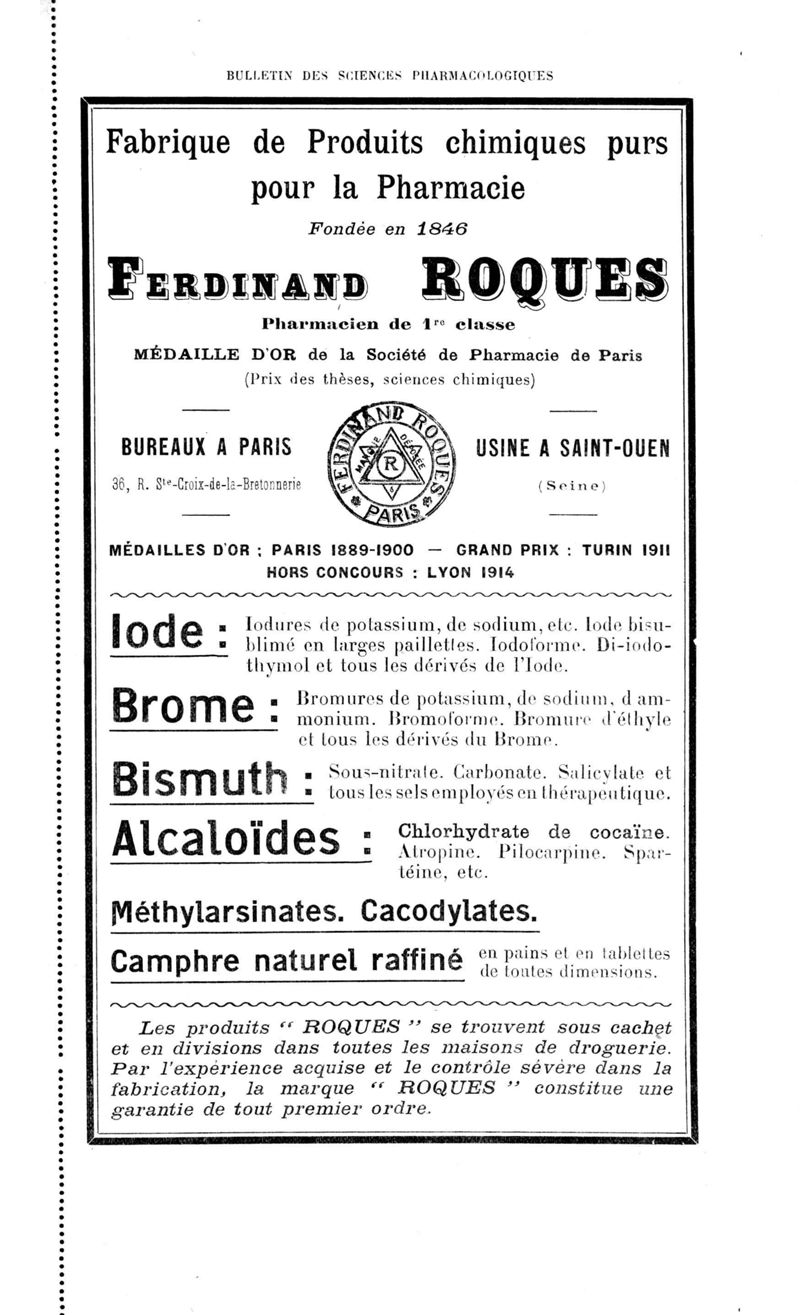 BULLETIN DES SCIENCES PHARMACOLOGIQUES
Fabrique de Produits chimiques purs
pour la Pharmacie
Fondée en 1846
FERDINAND ROQUES
Pharmacien de 1re classe
MÉDAILLE D'OR de la Société de Pharmacie de Paris
(Prix des thèses, sciences chimiques)
BUREAUX A PARIS
36, R. Ste-Croix-de-la-Bretonnerie
FERDINAND ROQUES
MARQUE DÉPOSÉE
R
PARIS
USINE A SAINT-OUEN
(Seine)
MÉDAILLES D'OR : PARIS 1889-1900 — GRAND PRIX : TURIN 1911
HORS CONCOURS : LYON 1914
Iode : Iodures de potassium, de sodium, etc. Iode bisu-
blimé en larges paillettes. Iodoforme. Di-iodo-
thymol et tous les dérivés de l'Iode.
Brome : Bromures de potassium, de sodium, d'am-
monium. Bromoforme. Bromure d'éthyle
et tous les dérivés du Brome.
Bismuth : Sous-nitrate. Carbonate. Salicylate et
tous les sels employés en thérapeutique.
Alcaloïdes : Chlorhydrate de cocaïne.
Atropine. Pilocarpine. Spar-
téine, etc.
Méthylarsinates. Cacodylates.
Camphre naturel raffiné en pains et en tablettes
de toutes dimensions.
Les produits “ ROQUES ” se trouvent sous cachet
et en divisions dans toutes les maisons de droguerie.
Par l'expérience acquise et le contrôle sévère dans la
fabrication, la marque “ ROQUES ” constitue une
garantie de tout premier ordre.